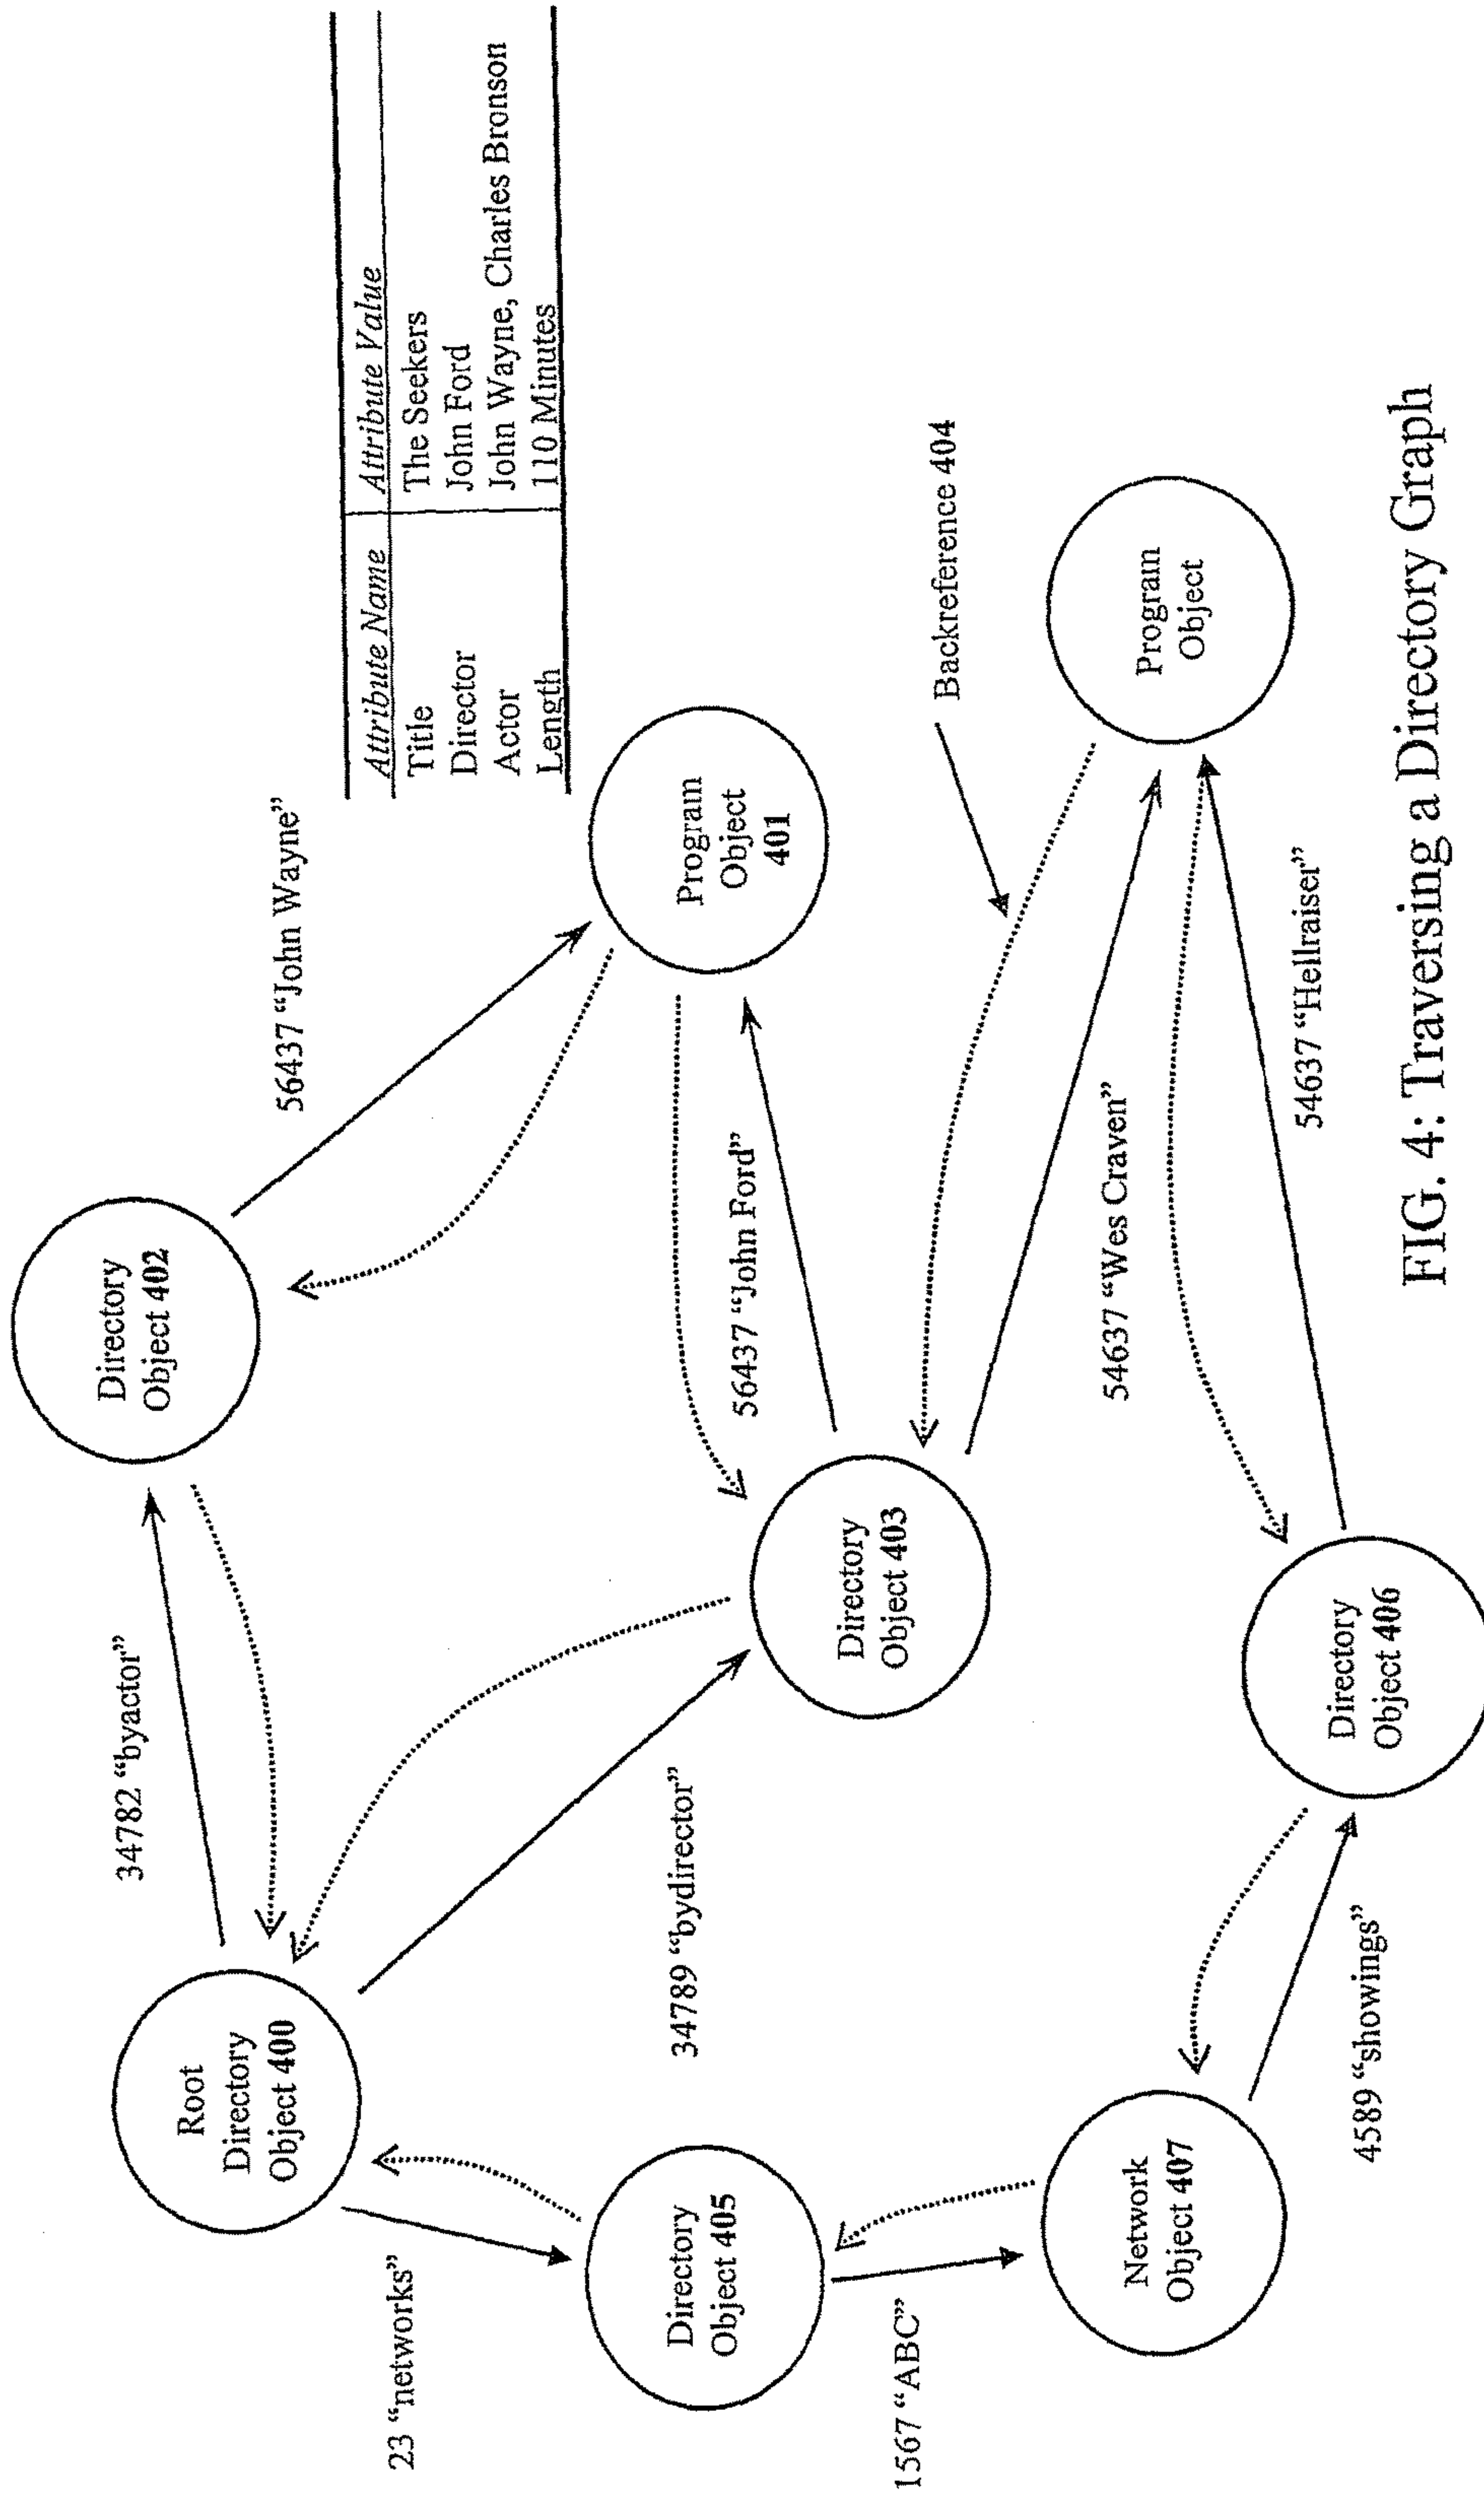 34782 “byactor”
56437 “John Wayne”
Directory
Object 402
Root
Directory
Object 400
Attribute Name Attribute Value
Title The Seekers
Director John Ford
Actor John Wayne, Charles Bronson
Length 110 Minutes
23 “networks”
34789 “bydirector”
56437 “John Ford”
Program
Object
401
Directory
Object 405
Directory
Object 403
Backreference 404
1567 “ABC”
54637 “Wes Craven”
Program
Object
Network
Object 407
54637 “Hellraiser”
4589 “showings”
Directory
Object 406
FIG. 4: Traversing a Directory Graph